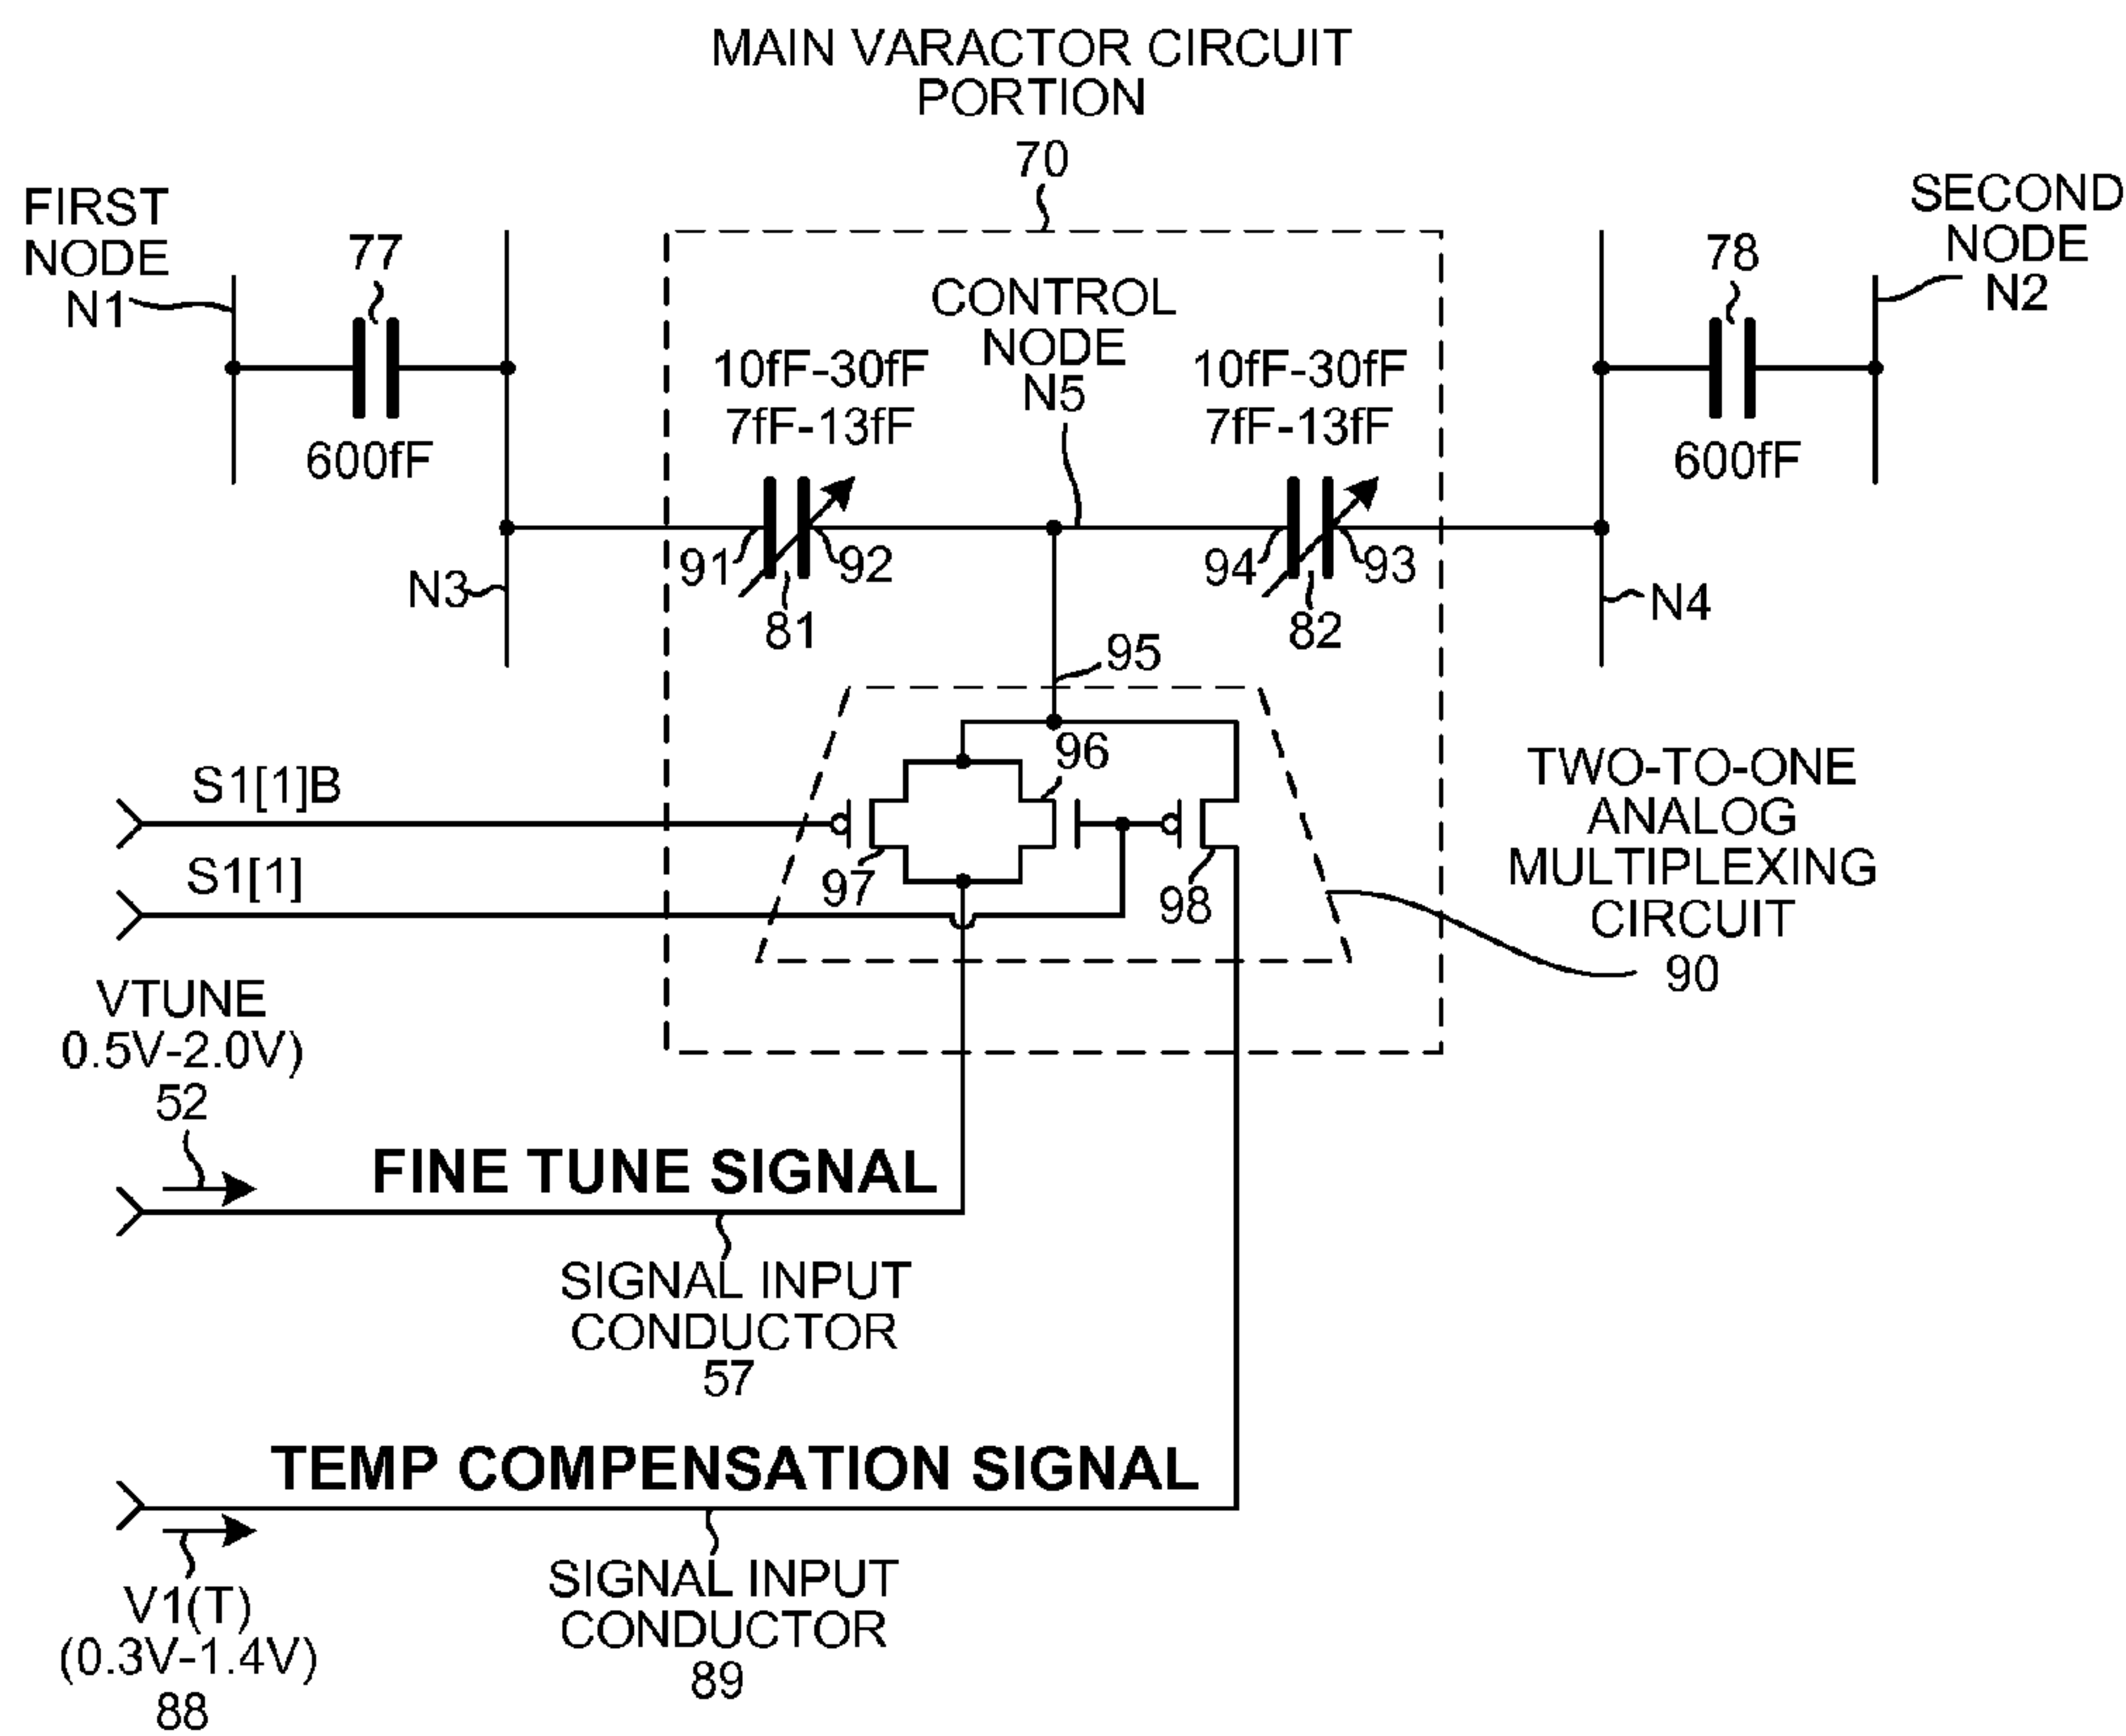 MAIN VARACTOR CIRCUIT
PORTION
70
FIRST
NODE
N1
77
600fF
SECOND
NODE
N2
78
600fF
CONTROL
NODE
N5
10fF-30fF
7fF-13fF
10fF-30fF
7fF-13fF
91
92
81
94
93
82
N3
N4
95
96
97
98
S1[1]B
S1[1]
TWO-TO-ONE
ANALOG
MULTIPLEXING
CIRCUIT
90
VTUNE
0.5V-2.0V)
52
FINE TUNE SIGNAL
SIGNAL INPUT
CONDUCTOR
57
TEMP COMPENSATION SIGNAL
V1(T)
(0.3V-1.4V)
88
SIGNAL INPUT
CONDUCTOR
89